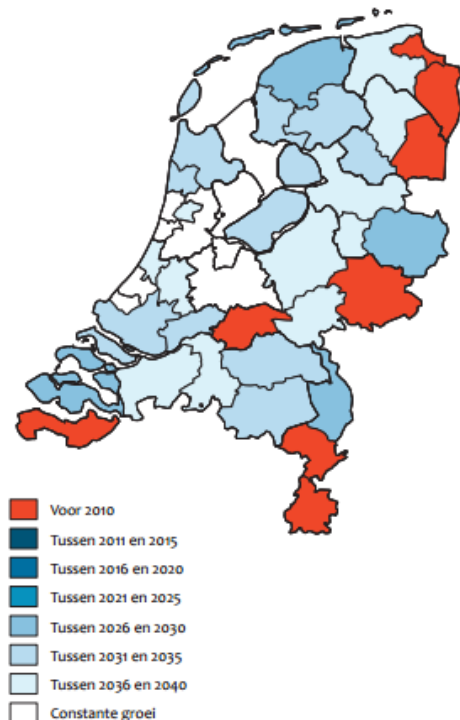 Voor 2010
Tussen 2011 en 2015
Tussen 2016 en 2020
Tussen 2021 en 2025
Tussen 2026 en 2030
Tussen 2031 en 2035
Tussen 2036 en 2040
Constante groei